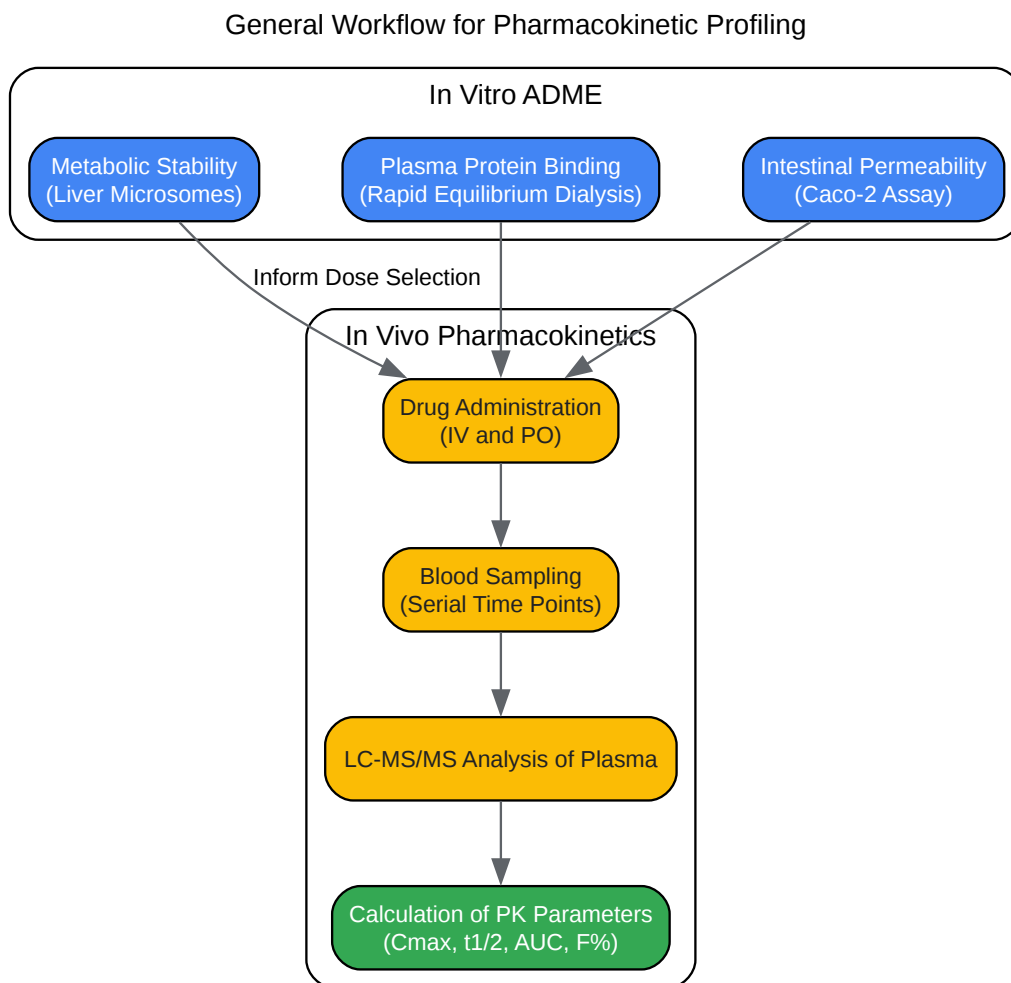 General Workflow for Pharmacokinetic Profiling
In Vitro ADME
Metabolic Stability
(Liver Microsomes)
Plasma Protein Binding
(Rapid Equilibrium Dialysis)
Intestinal Permeability
(Caco-2 Assay)
Inform Dose Selection
In Vivo Pharmacokinetics
Drug Administration
(IV and PO)
Blood Sampling
(Serial Time Points)
LC-MS/MS Analysis of Plasma
Calculation of PK Parameters
(Cmax, t1/2, AUC, F%)